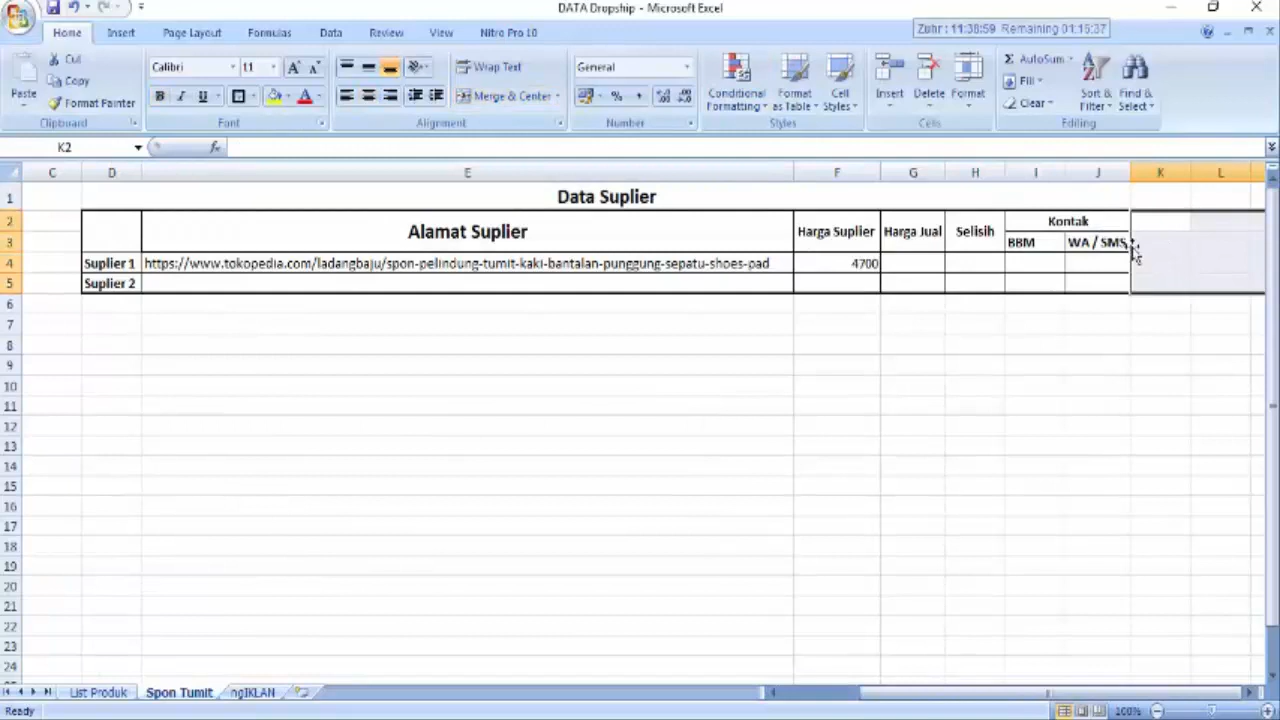 DATA Dropship - Microsoft Excel
Home Insert Page Layout Formulas Data Review View Nitro Pro 10
Zuhr : 11:38:59 Remaining 01:15:37
Cut
Calibri 11
Wrap Text
General
AutoSum
Copy
Fill
Paste
Format Painter
Merge & Center
Conditional Formatting
Format as Table
Cell Styles
Insert Delete Format
Clear
Sort & Filter
Find & Select
Clipboard Font Alignment Number Styles Cells Editing
K2 fx
C D E F G H I J K L
1 Data Suplier
2 Alamat Suplier Harga Suplier Harga Jual Selisih Kontak
3 BBM WA / SMS
4 Suplier 1 https://www.tokopedia.com/ladangbaju/spon-pelindung-tumit-kaki-bantalan-punggung-sepatu-shoes-pad 4700
5 Suplier 2
6
7
8
9
10
11
12
13
14
15
16
17
18
19
20
21
22
23
24
List Produk Spon Tumit ngIKLAN
Ready 100%